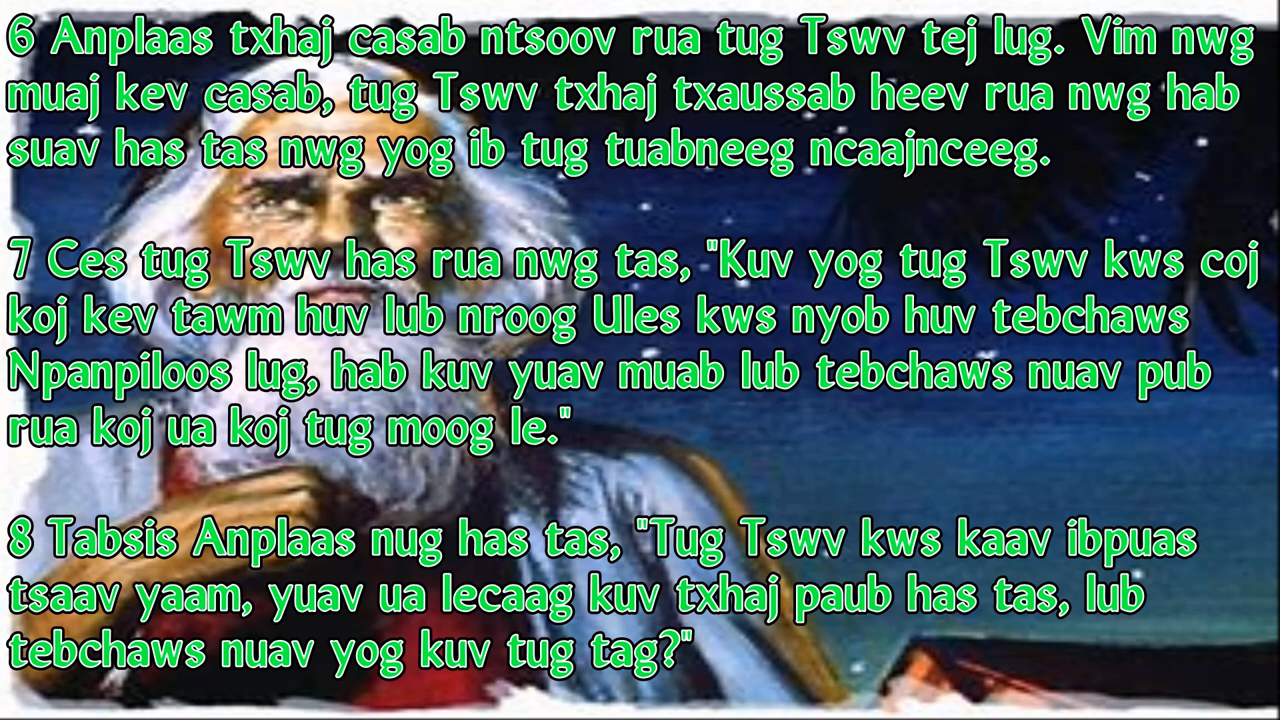 6 Anplaas txhaj casab ntsoov rua tug Tswv tej lug. Vim nwg
muaj kev casab, tug Tswv txhaj txaussab heev rua nwg hab
suav has tas nwg yog ib tug tuabneeg ncaajnceeg.
7 Ces tug Tswv has rua nwg tas, "Kuv yog tug Tswv kws coj
koj kev tawm huv lub nroog Ules kws nyob huv tebchaws
Npanpiloos lug, hab kuv yuav muab lub tebchaws nuav pub
rua koj ua koj tug moog le."
8 Tabsis Anplaas nug has tas, "Tug Tswv kws kaav ibpuas
tsaav yaam, yuav ua lecaag kuv txhaj paub has tas, lub
tebchaws nuav yog kuv tug tag?"